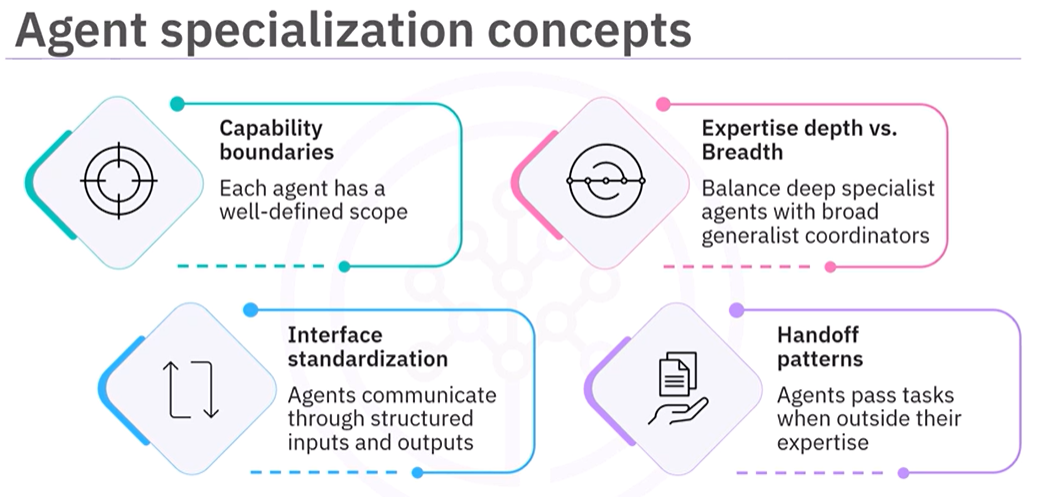 Agent specialization concepts
Capability
boundaries
Each agent has a
well-defined scope
Expertise depth vs.
Breadth
Balance deep specialist
agents with broad
generalist coordinators
Interface
standardization
Agents communicate
through structured
inputs and outputs
Handoff
patterns
Agents pass tasks
when outside their
expertise